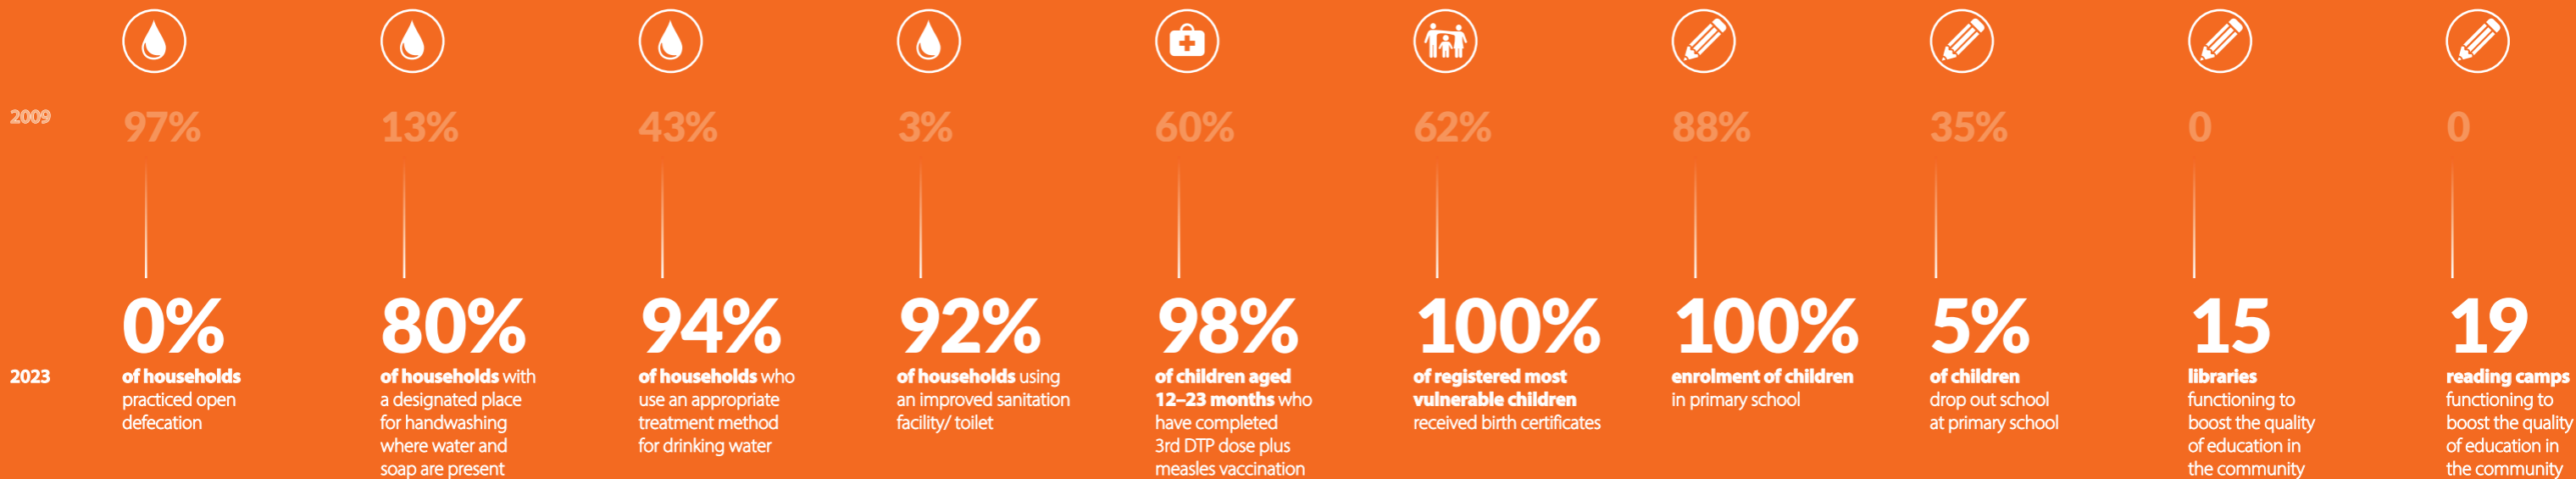 2009
97%
13%
43%
3%
60%
62%
88%
35%
0
0
2023
0%
of households
practiced open
defecation
80%
of households with
a designated place
for handwashing
where water and
soap are present
94%
of households who
use an appropriate
treatment method
for drinking water
92%
of households using
an improved sanitation
facility/ toilet
98%
of children aged
12–23 months who
have completed
3rd DTP dose plus
measles vaccination
100%
of registered most
vulnerable children
received birth certificates
100%
enrolment of children
in primary school
5%
of children
drop out school
at primary school
15
libraries
functioning to
boost the quality
of education in
the community
19
reading camps
functioning to
boost the quality
of education in
the community